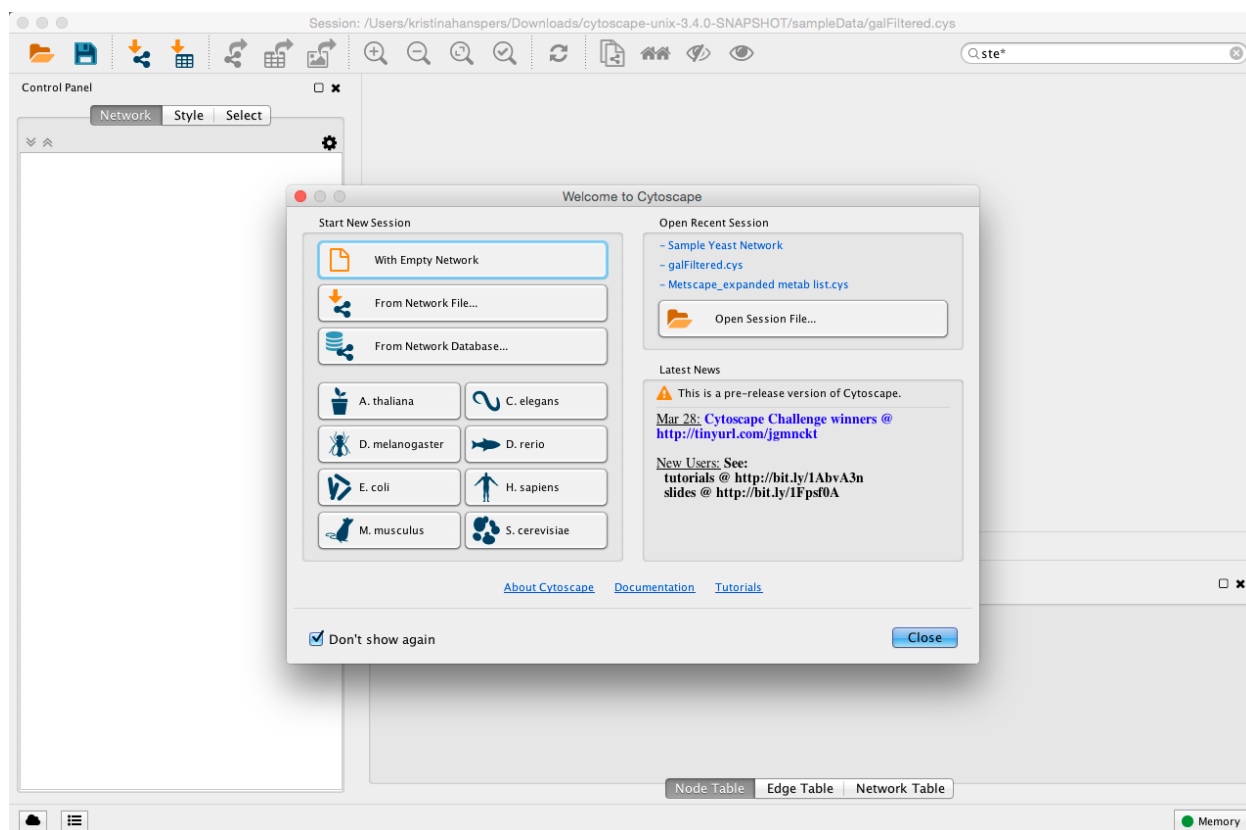 Session: /Users/kristinahanspers/Downloads/cytoscape-unix-3.4.0-SNAPSHOT/sampleData/galFiltered.cys
ste*
Control Panel
Network Style Select
Welcome to Cytoscape
Start New Session
With Empty Network
From Network File...
From Network Database...
A. thaliana
C. elegans
D. melanogaster
D. rerio
E. coli
H. sapiens
M. musculus
S. cerevisiae
Open Recent Session
- Sample Yeast Network
- galFiltered.cys
- Metscape_expanded metab list.cys
Open Session File...
Latest News
This is a pre-release version of Cytoscape.
Mar 28: Cytoscape Challenge winners @
http://tinyurl.com/jgmnckt
New Users: See:
tutorials @ http://bit.ly/1AbvA3n
slides @ http://bit.ly/1Fpsf0A
About Cytoscape Documentation Tutorials
Don't show again
Close
Node Table Edge Table Network Table
Memory